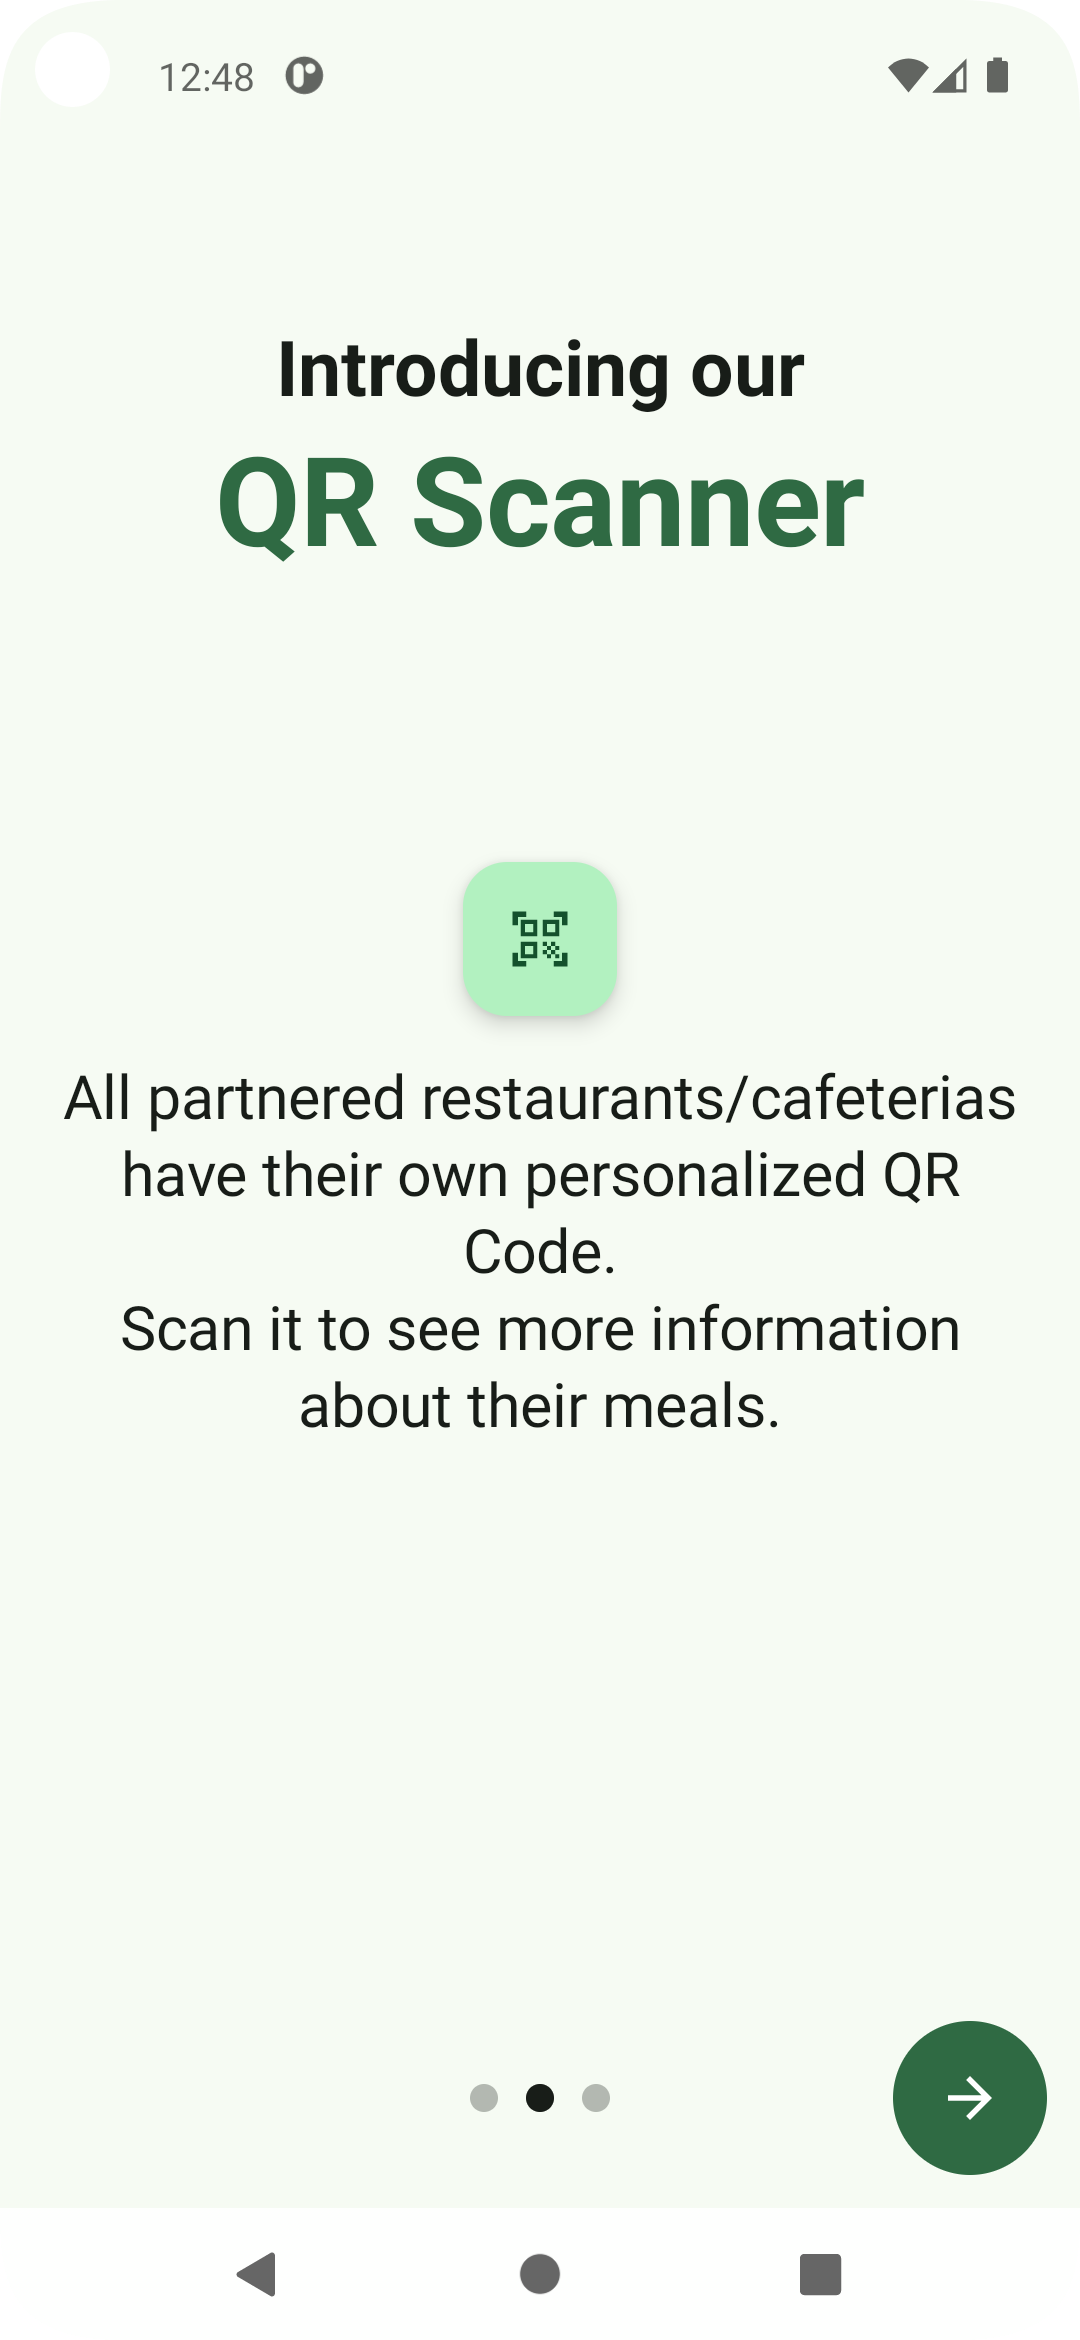 12:48
Introducing our
QR Scanner
All partnered restaurants/cafeterias
have their own personalized QR
Code.
Scan it to see more information
about their meals.